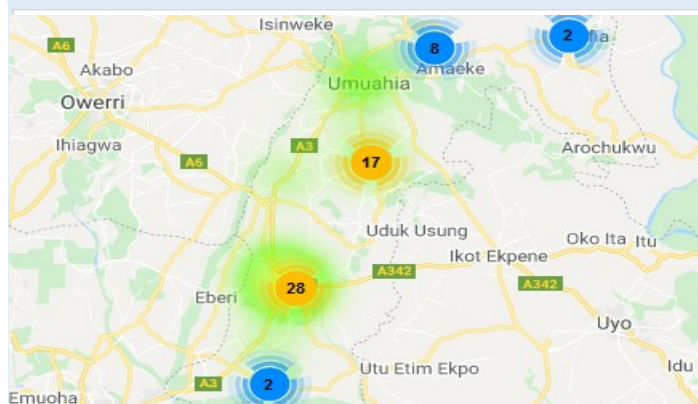 Isinweke
A6
8
2
fia
Akabo
Umuahia
Amaeke
Owerri
Ihiagwa
A3
A6
17
Arochukwu
Uduk Usung
Oko Ita
Itu
Ikot Ekpene
A342
A342
28
Eberi
Uyo
Utu Etim Ekpo
Idu
A3
2
Emuoha